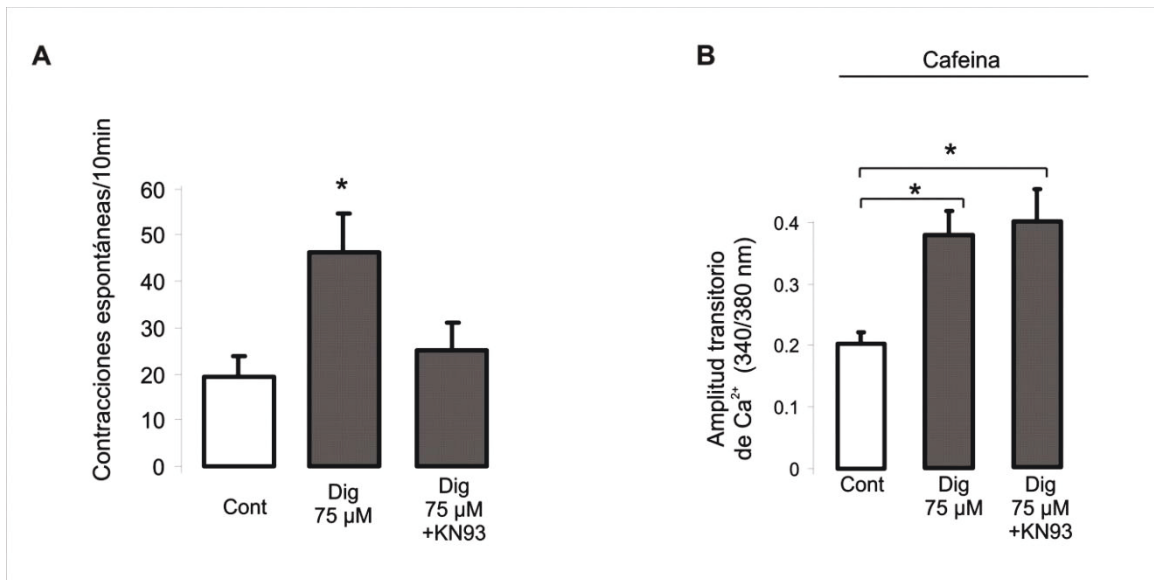 A
Contracciones espontáneas/10min
60
50
40
30
20
10
0
*
Cont
Dig
75 µM
Dig
75 µM
+KN93
B
Cafeina
Amplitud transitorio
de Ca²⁺ (340/380 nm)
0.4
0.3
0.2
0.1
0
*
*
Cont
Dig
75 µM
Dig
75 µM
+KN93